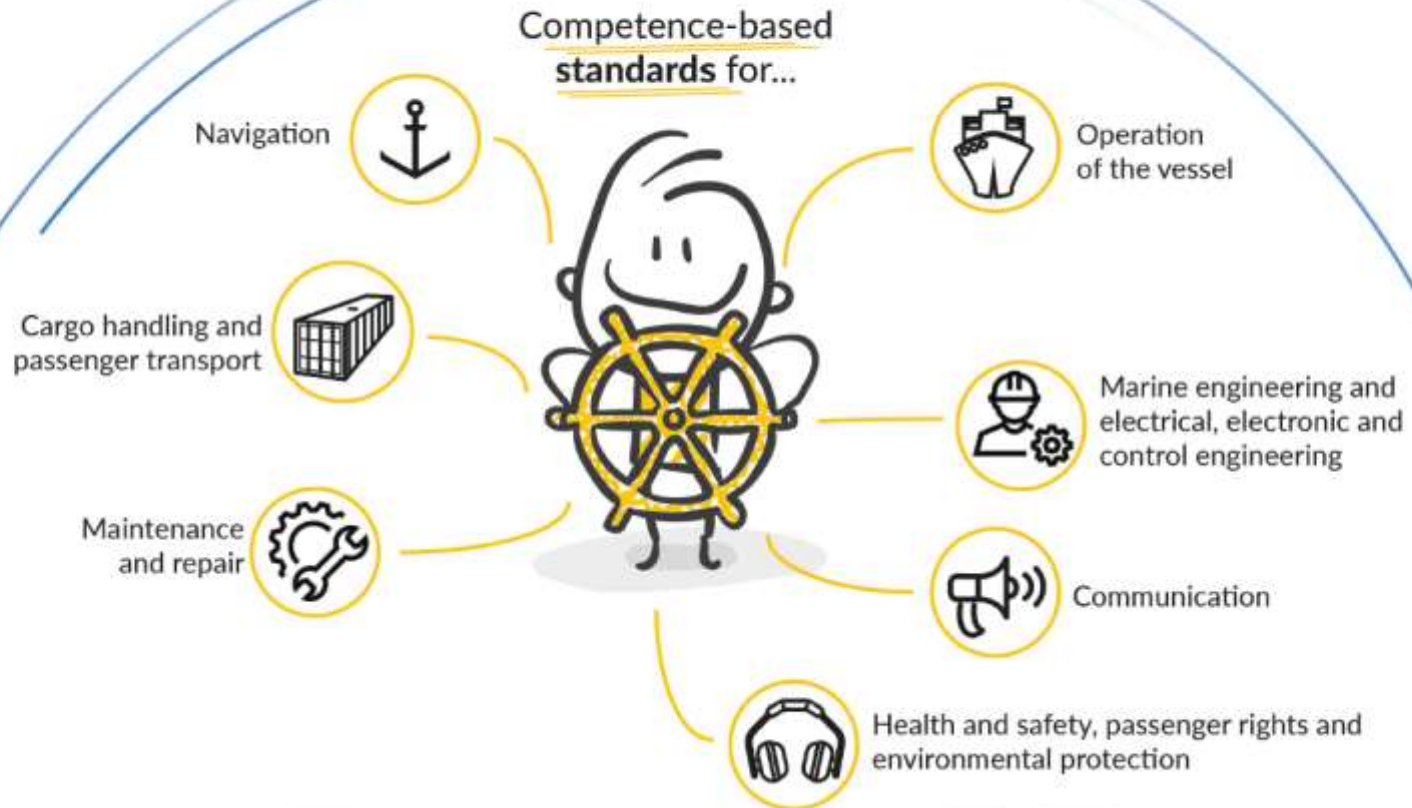 Competence-based
standards for...
Navigation
Operation
of the vessel
Cargo handling and
passenger transport
Marine engineering and
electrical, electronic and
control engineering
Maintenance
and repair
Communication
Health and safety, passenger rights and
environmental protection